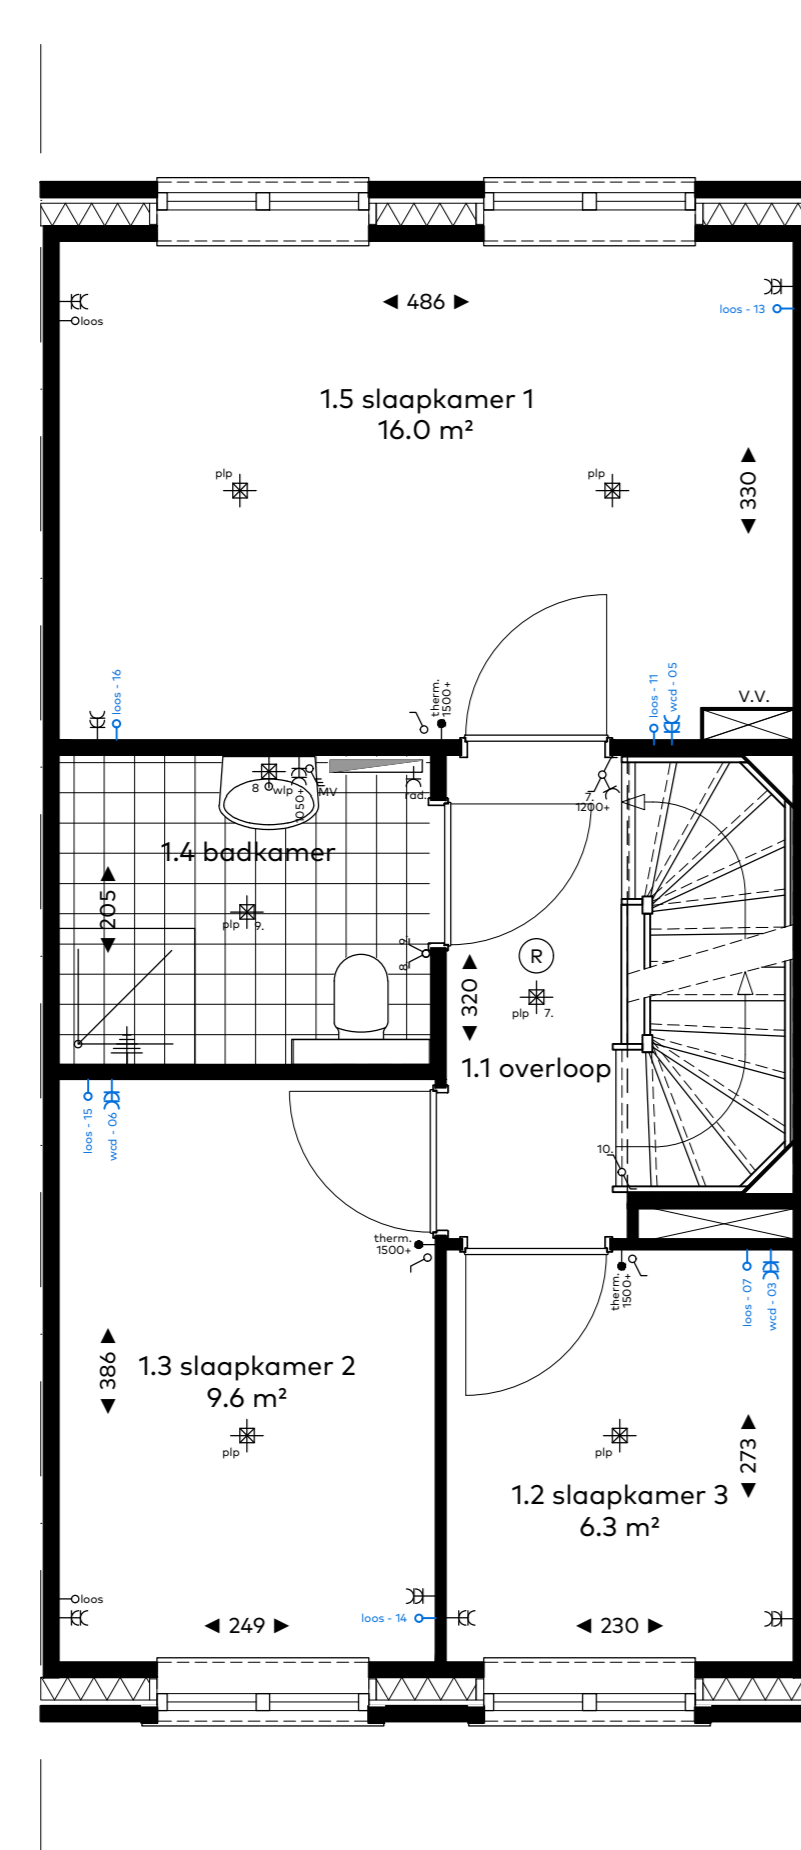 486
loos
loos - 13
1.5 slaapkamer 1
16.0 m²
plp
plp
330
loos - 16
therm.
1500+
loos - 11
wcd - 05
V.V.
8
wlp
1050+
MV
rad.
7.
1200+
1.4 badkamer
205
plp
9.
9.
8.
R
320
plp
7.
1.1 overloop
loos - 15
wcd - 06
10.
therm.
1500+
therm.
1500+
loos - 07
wcd - 03
386
1.3 slaapkamer 2
9.6 m²
plp
plp
273
1.2 slaapkamer 3
6.3 m²
loos
loos - 14
249
230